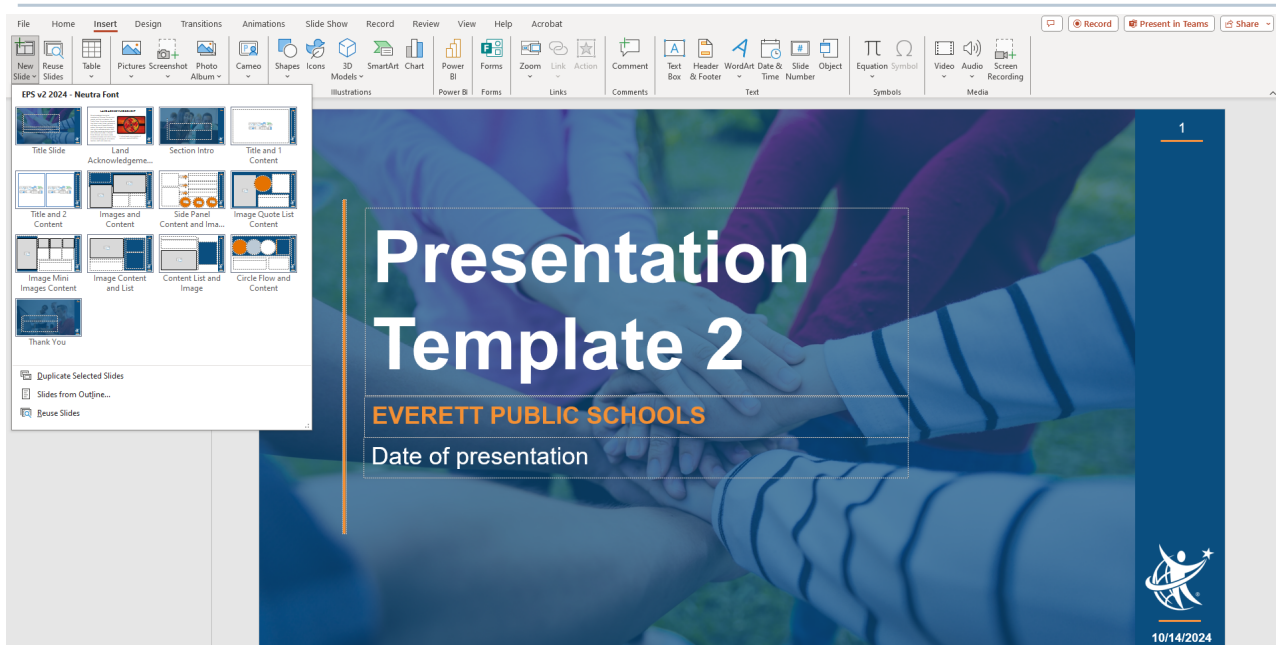 File Home Insert Design Transitions Animations Slide Show Record Review View Help Acrobat Record Present in Teams Share
New Slide Reuse Slides Table Pictures Screenshot Photo Album Cameo Shapes Icons 3D Models SmartArt Chart Power BI Forms Zoom Link Action Comment Text Box Header & Footer WordArt Date & Time Slide Number Object Equation Symbol Video Audio Screen Recording
Illustrations Power BI Forms Links Comments Text Symbols Media
EPS v2 2024 - Neutra Font
Title Slide
Land Acknowledgeme...
Section Intro
Title and 1 Content
Title and 2 Content
Images and Content
Side Panel Content and Ima...
Image Quote List Content
Image Mini Images Content
Image Content and List
Content List and Image
Circle Flow and Content
Thank You
Duplicate Selected Slides
Slides from Outline...
Reuse Slides
1
Presentation
Template 2
EVERETT PUBLIC SCHOOLS
Date of presentation
10/14/2024